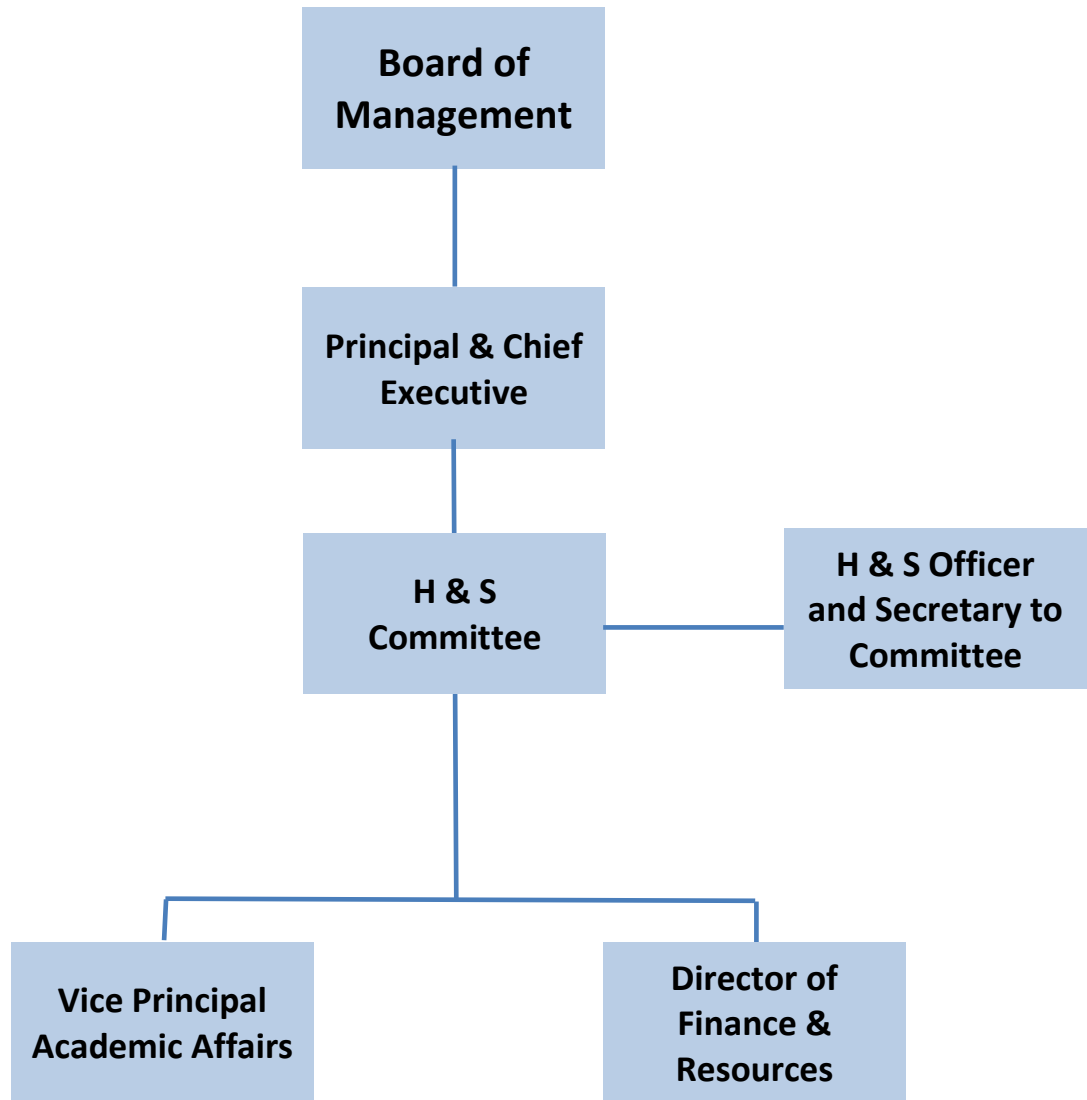 Board of
Management
Principal & Chief
Executive
H & S
Committee
H & S Officer
and Secretary to
Committee
Vice Principal
Academic Affairs
Director of
Finance &
Resources